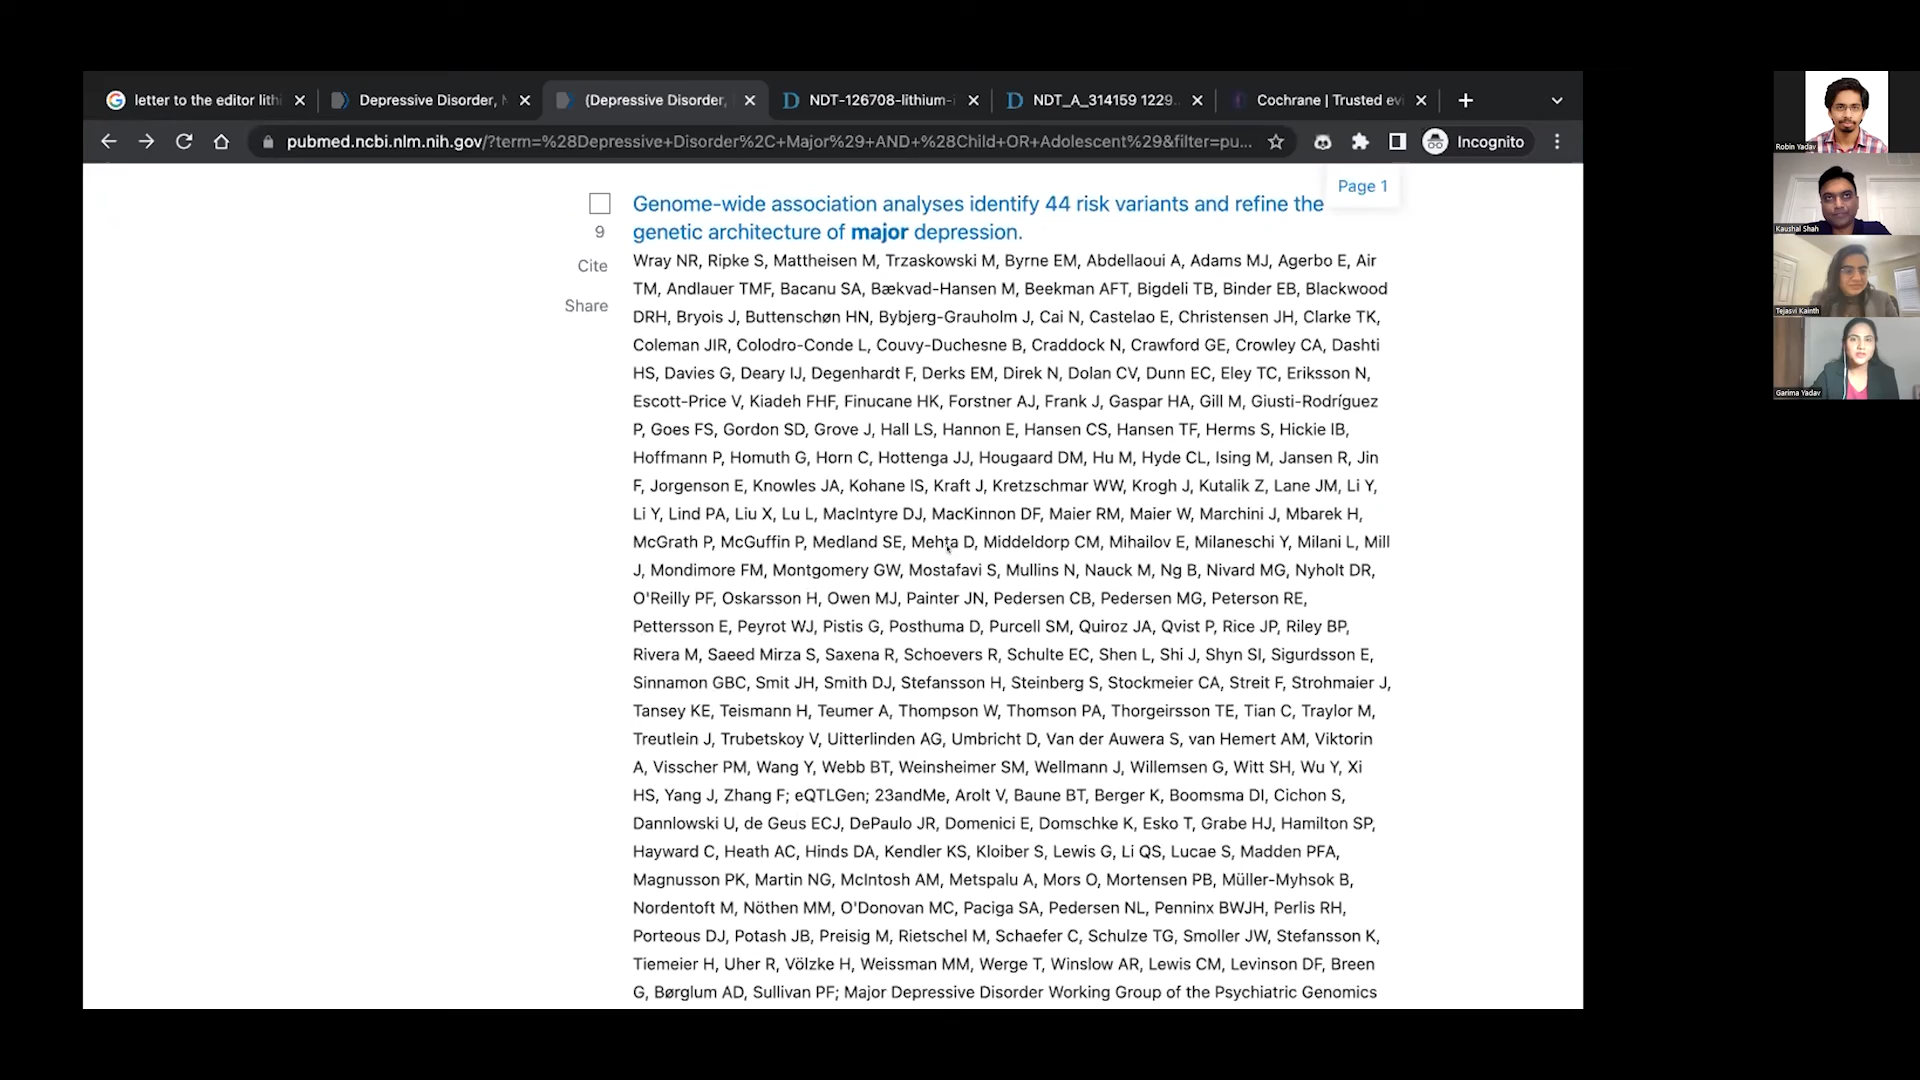 letter to the editor lith
Depressive Disorder,
(Depressive Disorder,
NDT-126708-lithium-
NDT_A_314159 1229
Cochrane | Trusted evi
pubmed.ncbi.nlm.nih.gov/?term=%28Depressive+Disorder%2C+Major%29+AND+%28Child+OR+Adolescent%29&filter=pu...
Incognito
Page 1
Genome-wide association analyses identify 44 risk variants and refine the
genetic architecture of major depression.
9
Cite
Share
Wray NR, Ripke S, Mattheisen M, Trzaskowski M, Byrne EM, Abdellaoui A, Adams MJ, Agerbo E, Air
TM, Andlauer TMF, Bacanu SA, Bækvad-Hansen M, Beekman AFT, Bigdeli TB, Binder EB, Blackwood
DRH, Bryois J, Buttenschøn HN, Bybjerg-Grauholm J, Cai N, Castelao E, Christensen JH, Clarke TK,
Coleman JIR, Colodro-Conde L, Couvy-Duchesne B, Craddock N, Crawford GE, Crowley CA, Dashti
HS, Davies G, Deary IJ, Degenhardt F, Derks EM, Direk N, Dolan CV, Dunn EC, Eley TC, Eriksson N,
Escott-Price V, Kiadeh FHF, Finucane HK, Forstner AJ, Frank J, Gaspar HA, Gill M, Giusti-Rodríguez
P, Goes FS, Gordon SD, Grove J, Hall LS, Hannon E, Hansen CS, Hansen TF, Herms S, Hickie IB,
Hoffmann P, Homuth G, Horn C, Hottenga JJ, Hougaard DM, Hu M, Hyde CL, Ising M, Jansen R, Jin
F, Jorgenson E, Knowles JA, Kohane IS, Kraft J, Kretzschmar WW, Krogh J, Kutalik Z, Lane JM, Li Y,
Li Y, Lind PA, Liu X, Lu L, MacIntyre DJ, MacKinnon DF, Maier RM, Maier W, Marchini J, Mbarek H,
McGrath P, McGuffin P, Medland SE, Mehta D, Middeldorp CM, Mihailov E, Milaneschi Y, Milani L, Mill
J, Mondimore FM, Montgomery GW, Mostafavi S, Mullins N, Nauck M, Ng B, Nivard MG, Nyholt DR,
O'Reilly PF, Oskarsson H, Owen MJ, Painter JN, Pedersen CB, Pedersen MG, Peterson RE,
Pettersson E, Peyrot WJ, Pistis G, Posthuma D, Purcell SM, Quiroz JA, Qvist P, Rice JP, Riley BP,
Rivera M, Saeed Mirza S, Saxena R, Schoevers R, Schulte EC, Shen L, Shi J, Shyn SI, Sigurdsson E,
Sinnamon GBC, Smit JH, Smith DJ, Stefansson H, Steinberg S, Stockmeier CA, Streit F, Strohmaier J,
Tansey KE, Teismann H, Teumer A, Thompson W, Thomson PA, Thorgeirsson TE, Tian C, Traylor M,
Treutlein J, Trubetskoy V, Uitterlinden AG, Umbricht D, Van der Auwera S, van Hemert AM, Viktorin
A, Visscher PM, Wang Y, Webb BT, Weinsheimer SM, Wellmann J, Willemsen G, Witt SH, Wu Y, Xi
HS, Yang J, Zhang F; eQTLGen; 23andMe, Arolt V, Baune BT, Berger K, Boomsma DI, Cichon S,
Dannlowski U, de Geus ECJ, DePaulo JR, Domenici E, Domschke K, Esko T, Grabe HJ, Hamilton SP,
Hayward C, Heath AC, Hinds DA, Kendler KS, Kloiber S, Lewis G, Li QS, Lucae S, Madden PFA,
Magnusson PK, Martin NG, McIntosh AM, Metspalu A, Mors O, Mortensen PB, Müller-Myhsok B,
Nordentoft M, Nöthen MM, O'Donovan MC, Paciga SA, Pedersen NL, Penninx BWJH, Perlis RH,
Porteous DJ, Potash JB, Preisig M, Rietschel M, Schaefer C, Schulze TG, Smoller JW, Stefansson K,
Tiemeier H, Uher R, Völzke H, Weissman MM, Werge T, Winslow AR, Lewis CM, Levinson DF, Breen
G, Børglum AD, Sullivan PF; Major Depressive Disorder Working Group of the Psychiatric Genomics
Robin Yadav
Kaushal Shah
Tejasvi Kainth
Garima Yadav